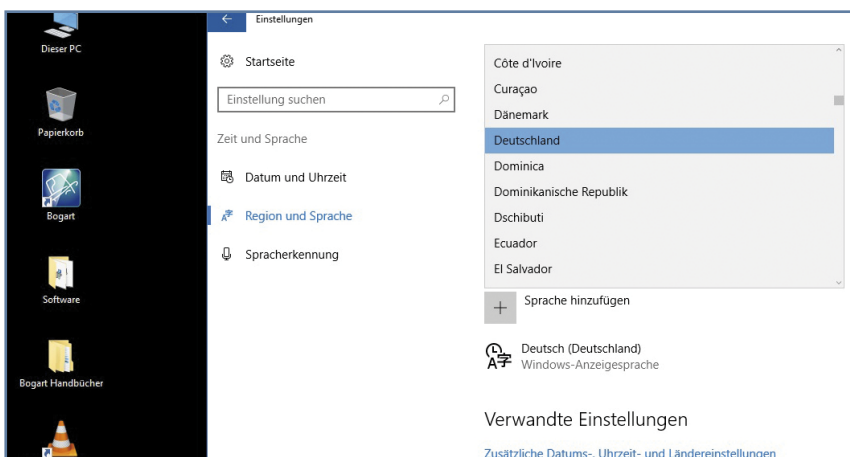 Dieser PC
Papierkorb
Bogart
Software
Bogart Handbücher
Einstellungen
Startseite
Einstellung suchen
Zeit und Sprache
Datum und Uhrzeit
Region und Sprache
Spracherkennung
Côte d'Ivoire
Curaçao
Dänemark
Deutschland
Dominica
Dominikanische Republik
Dschibuti
Ecuador
El Salvador
Sprache hinzufügen
Deutsch (Deutschland)
Windows-Anzeigesprache
Verwandte Einstellungen
Zusätzliche Datums-, Uhrzeit- und Ländereinstellungen